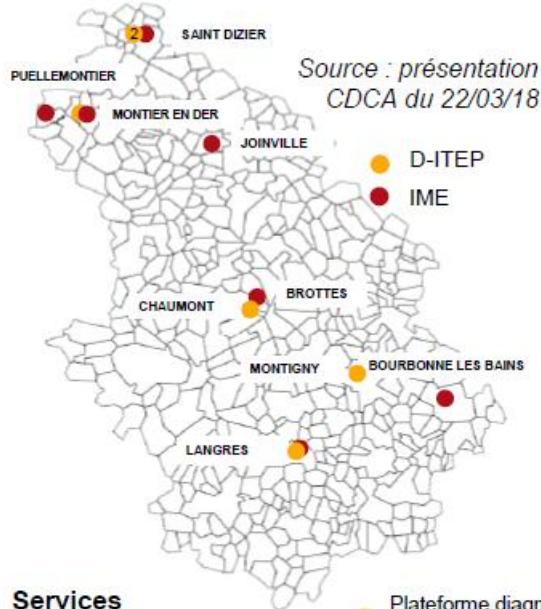 2 SAINT DIZIER
PUELLEMONTIER
Source : présentation
CDCA du 22/03/18
MONTIER EN DER
JOINVILLE
D-ITEP
IME
BROTTES
CHAUMONT
MONTIGNY
BOURBONNE LES BAINS
LANGRES
Services
Plateforme